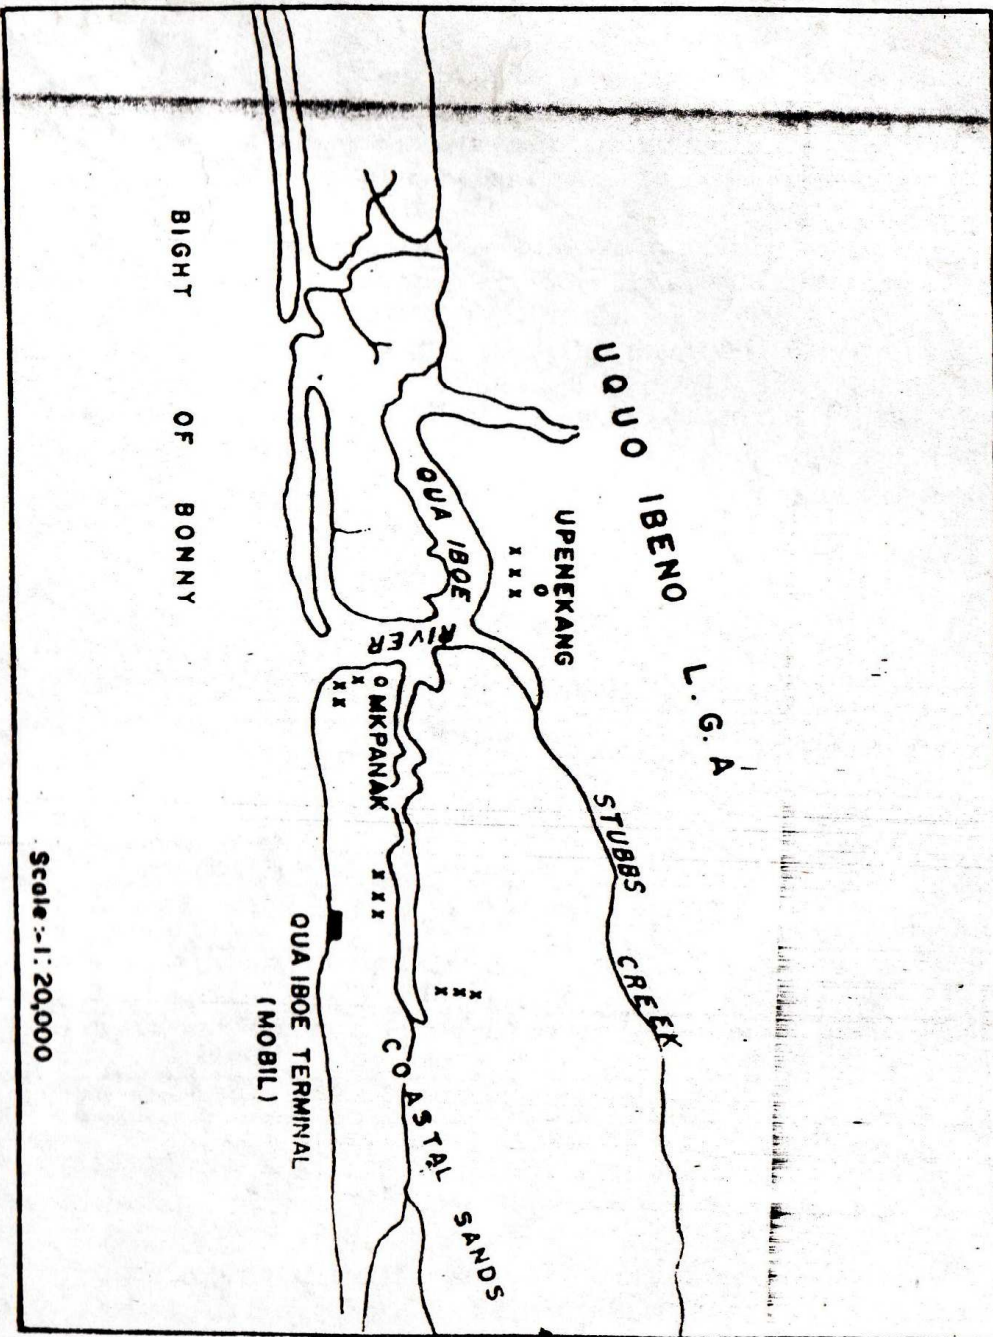 UQUO IBENO L.G.A
UPENEKANG
o
x x x
STUBBS CREEK
QUA IBOE RIVER
o MKPANAK
x x x
x x x
x x x
COASTAL SANDS
QUA IBOE TERMINAL
(MOBIL)
BIGHT OF BONNY
Scale:-1:20,000